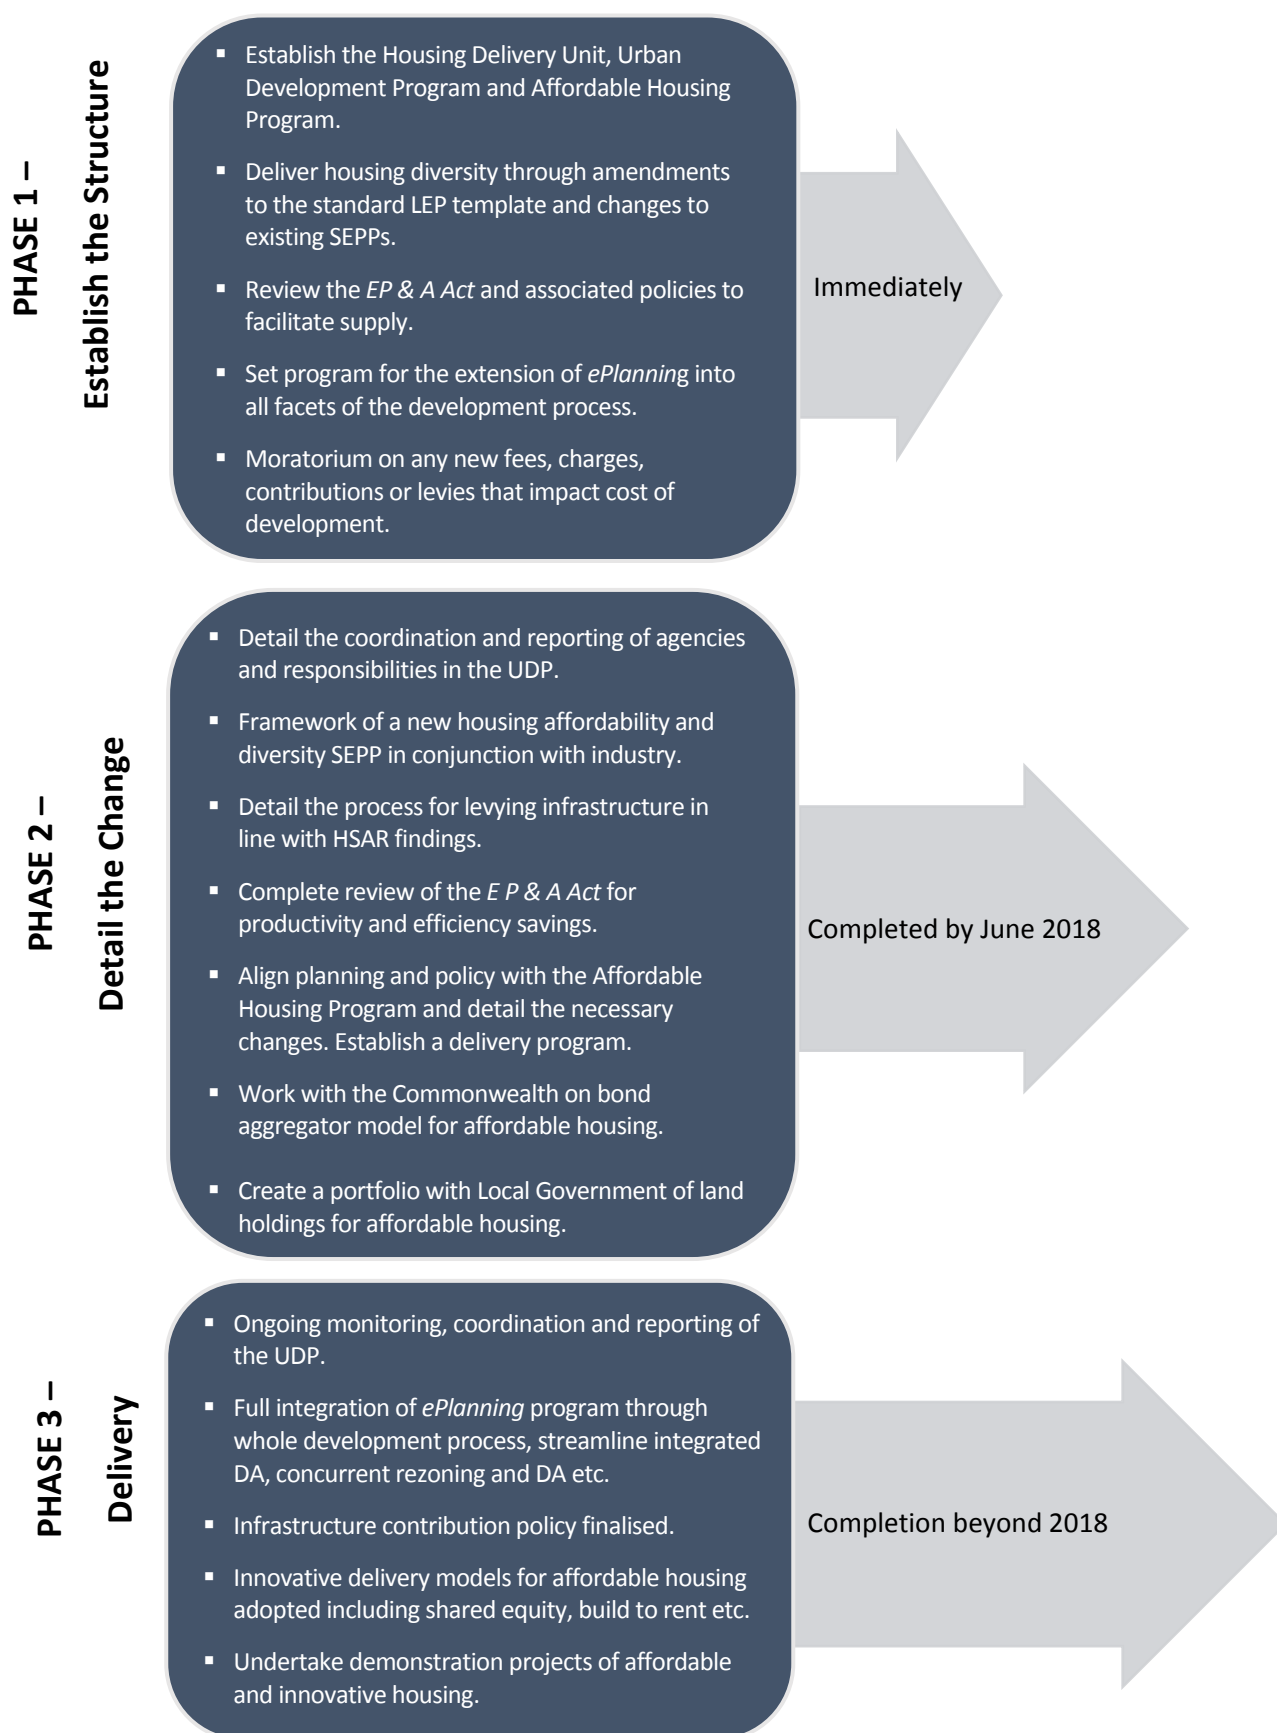 PHASE 1 –
Establish the Structure
▪ Establish the Housing Delivery Unit, Urban
Development Program and Affordable Housing
Program.
▪ Deliver housing diversity through amendments
to the standard LEP template and changes to
existing SEPPs.
▪ Review the EP & A Act and associated policies to
facilitate supply.
▪ Set program for the extension of ePlanning into
all facets of the development process.
▪ Moratorium on any new fees, charges,
contributions or levies that impact cost of
development.
Immediately
PHASE 2 –
Detail the Change
▪ Detail the coordination and reporting of agencies
and responsibilities in the UDP.
▪ Framework of a new housing affordability and
diversity SEPP in conjunction with industry.
▪ Detail the process for levying infrastructure in
line with HSAR findings.
▪ Complete review of the E P & A Act for
productivity and efficiency savings.
▪ Align planning and policy with the Affordable
Housing Program and detail the necessary
changes. Establish a delivery program.
▪ Work with the Commonwealth on bond
aggregator model for affordable housing.
▪ Create a portfolio with Local Government of land
holdings for affordable housing.
Completed by June 2018
PHASE 3 –
Delivery
▪ Ongoing monitoring, coordination and reporting of
the UDP.
▪ Full integration of ePlanning program through
whole development process, streamline integrated
DA, concurrent rezoning and DA etc.
▪ Infrastructure contribution policy finalised.
▪ Innovative delivery models for affordable housing
adopted including shared equity, build to rent etc.
▪ Undertake demonstration projects of affordable
and innovative housing.
Completion beyond 2018